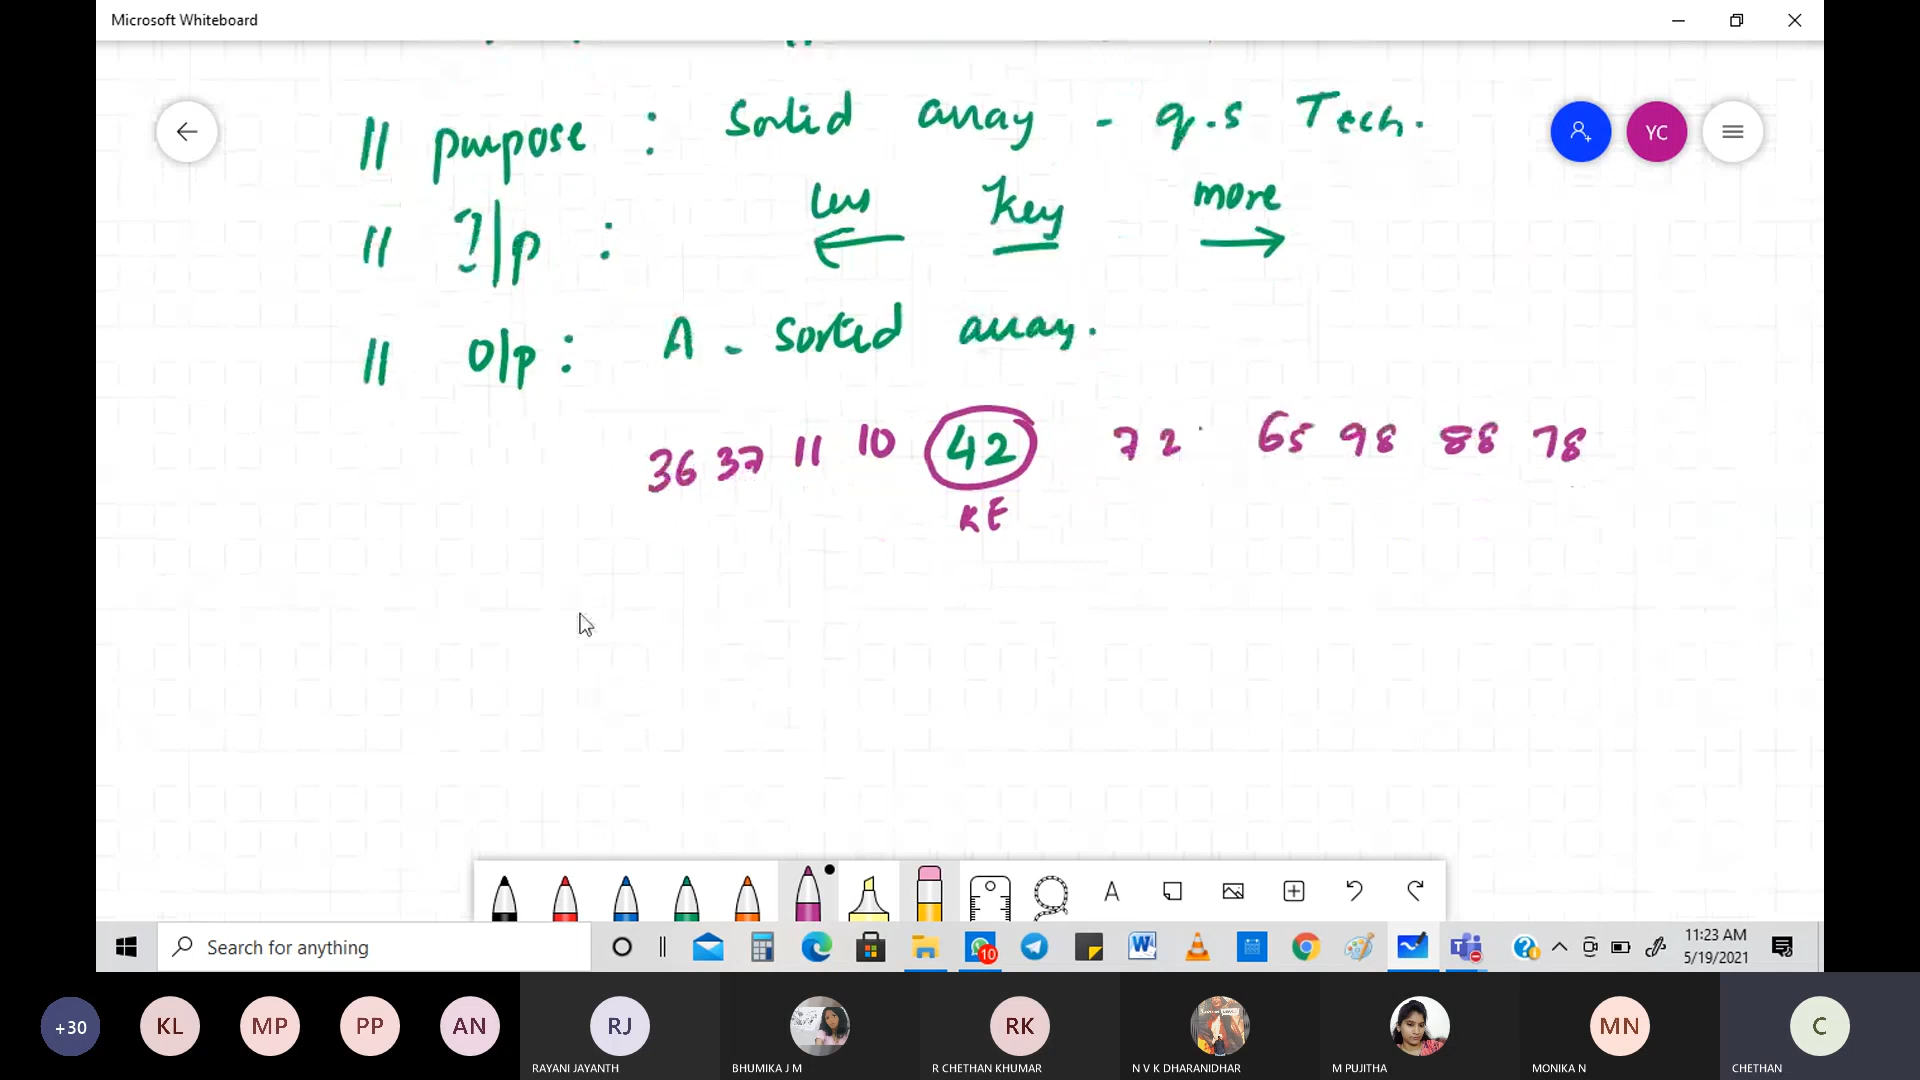 Microsoft Whiteboard
// purpose : Sorted array - q.s Tech.
YC
less Key more
// I/p :
// O/p : A - Sorted array.
36 37 11 10 42 72 65 98 88 78
KE
A
Search for anything
10
11:23 AM
5/19/2021
+30 KL MP PP AN RJ RK MN C
RAYANI JAYANTH BHUMIKA J M R CHETHAN KHUMAR N V K DHARANIDHAR M PUJITHA MONIKA N CHETHAN